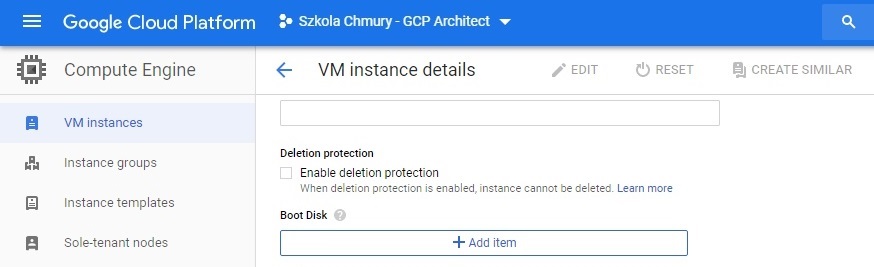 Google Cloud Platform
Szkola Chmury - GCP Architect
Compute Engine
VM instance details
EDIT
RESET
CREATE SIMILAR
VM instances
Instance groups
Instance templates
Sole-tenant nodes
Deletion protection
Enable deletion protection
When deletion protection is enabled, instance cannot be deleted. Learn more
Boot Disk ?
+ Add item